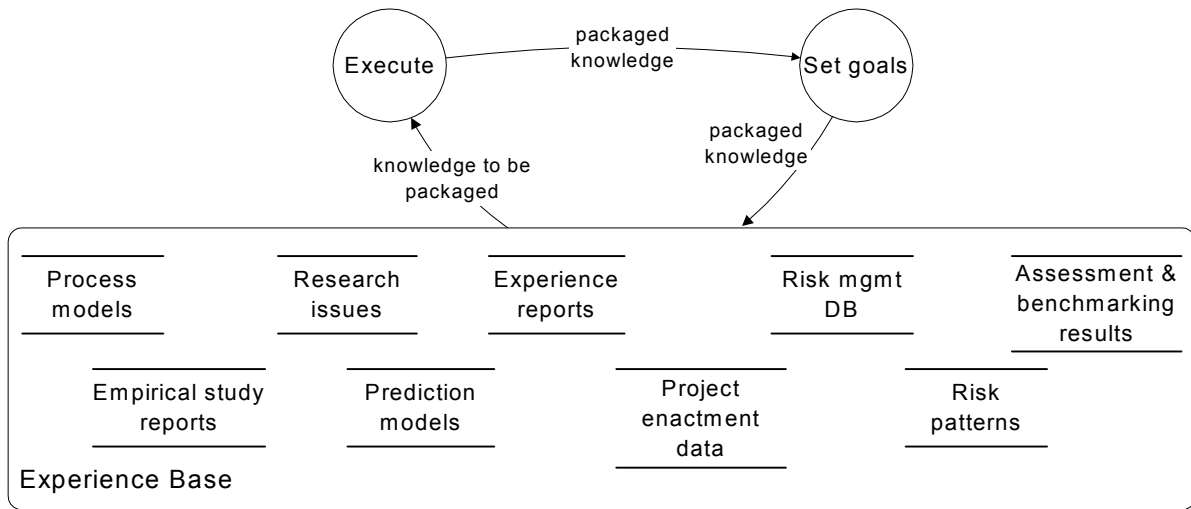 packaged
knowledge
Execute
Set goals
packaged
knowledge
knowledge to be
packaged
Process
models
Research
issues
Experience
reports
Risk mgmt
DB
Assessment &
benchmarking
results
Empirical study
reports
Prediction
models
Project
enactment
data
Risk
patterns
Experience Base